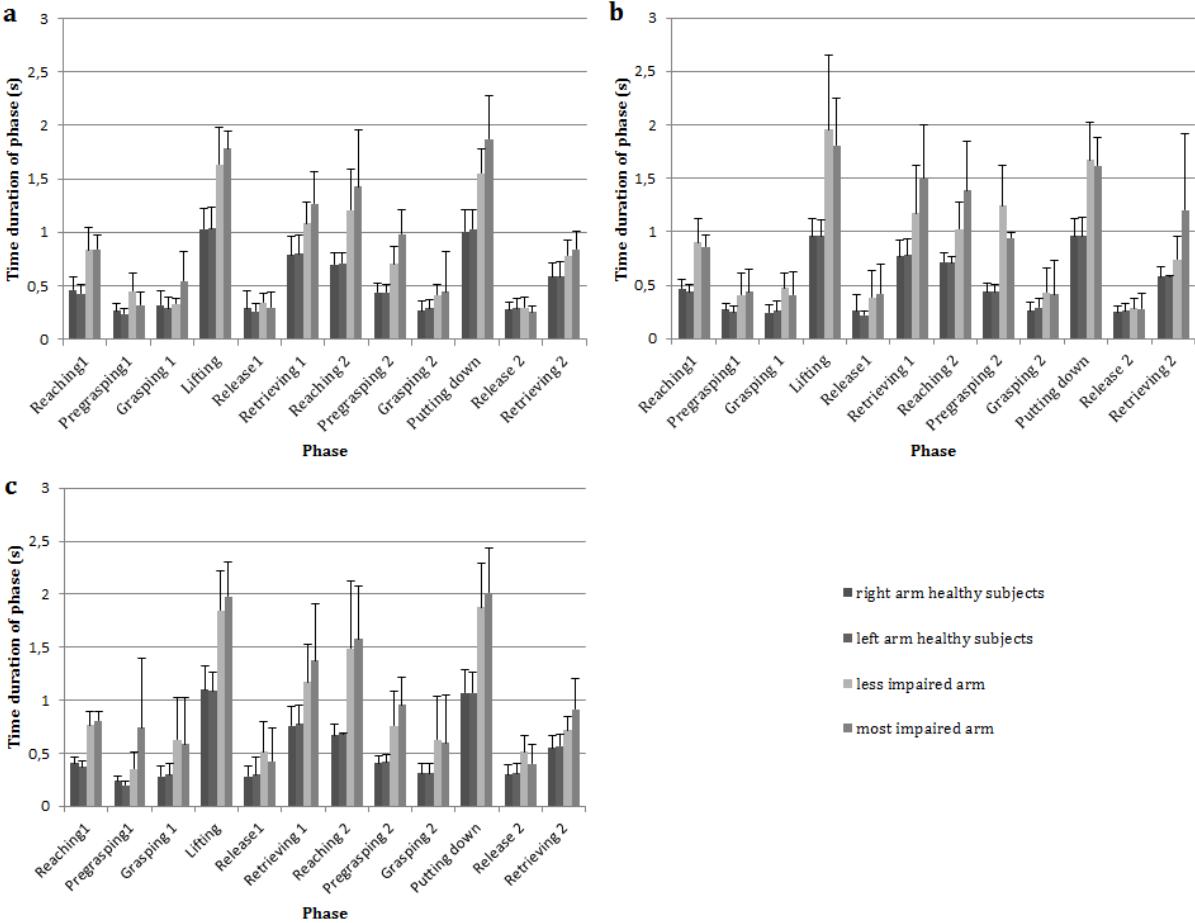 a
Time duration of phase (s)
3
2,5
2
1,5
1
0,5
0
Reaching1
Pregrasping1
Grasping 1
Lifting
Release1
Retrieving 1
Reaching 2
Pregrasping 2
Grasping 2
Putting down
Release 2
Retrieving 2
Phase
b
Time duration of phase (s)
3
2,5
2
1,5
1
0,5
0
Reaching1
Pregrasping1
Grasping 1
Lifting
Release1
Retrieving 1
Reaching 2
Pregrasping 2
Grasping 2
Putting down
Release 2
Retrieving 2
Phase
c
Time duration of phase (s)
3
2,5
2
1,5
1
0,5
0
Reaching1
Pregrasping1
Grasping 1
Lifting
Release1
Retrieving 1
Reaching 2
Pregrasping 2
Grasping 2
Putting down
Release 2
Retrieving 2
Phase
right arm healthy subjects
left arm healthy subjects
less impaired arm
most impaired arm